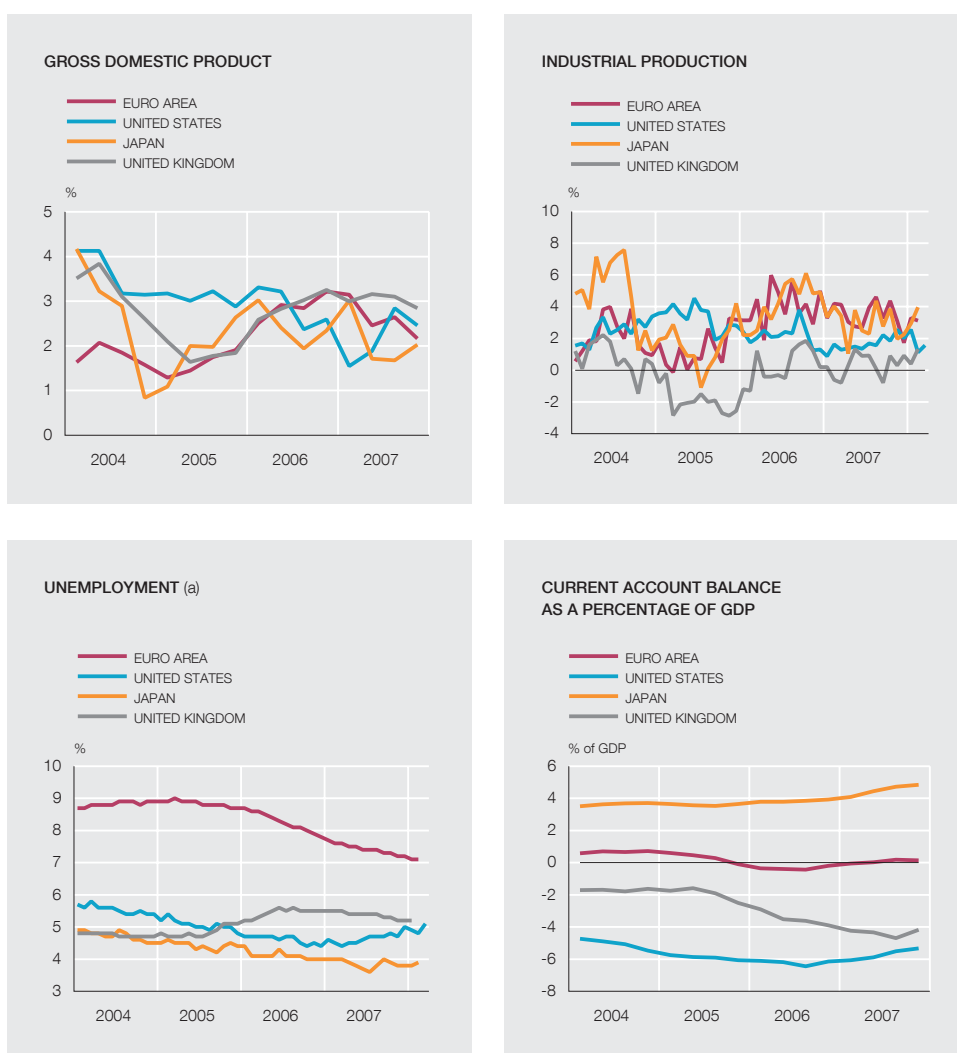 GROSS DOMESTIC PRODUCT
EURO AREA
UNITED STATES
JAPAN
UNITED KINGDOM
%
5
4
3
2
1
0
2004 2005 2006 2007
INDUSTRIAL PRODUCTION
EURO AREA
UNITED STATES
JAPAN
UNITED KINGDOM
%
10
8
6
4
2
0
-2
-4
2004 2005 2006 2007
UNEMPLOYMENT (a)
EURO AREA
UNITED STATES
JAPAN
UNITED KINGDOM
%
10
9
8
7
6
5
4
3
2004 2005 2006 2007
CURRENT ACCOUNT BALANCE
AS A PERCENTAGE OF GDP
EURO AREA
UNITED STATES
JAPAN
UNITED KINGDOM
% of GDP
6
4
2
0
-2
-4
-6
-8
2004 2005 2006 2007